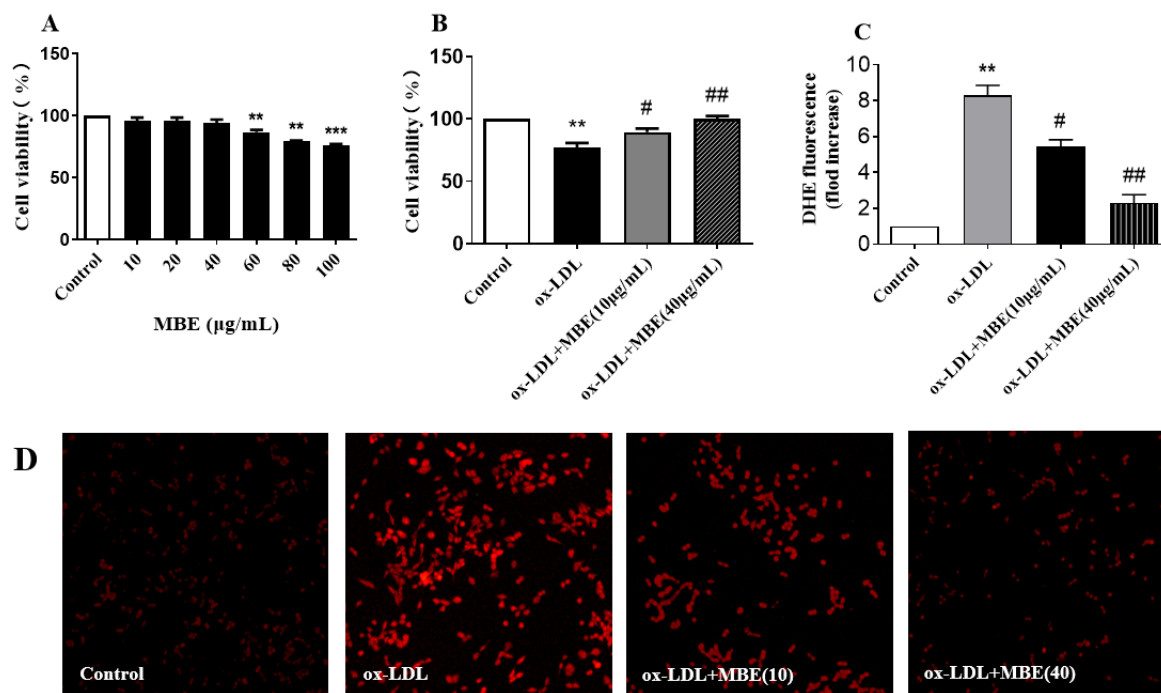 A
Cell viability ( %)
150
100
50
0
** ** ***
Control 10 20 40 60 80 100
MBE (μg/mL)
B
Cell viability ( %)
150
100
50
0
** # ##
Control ox-LDL ox-LDL+MBE(10μg/mL) ox-LDL+MBE(40μg/mL)
C
DHE fluorescence
(flod increase)
10
8
6
4
2
0
** # ##
Control ox-LDL ox-LDL+MBE(10μg/mL) ox-LDL+MBE(40μg/mL)
D
Control ox-LDL ox-LDL+MBE(10) ox-LDL+MBE(40)